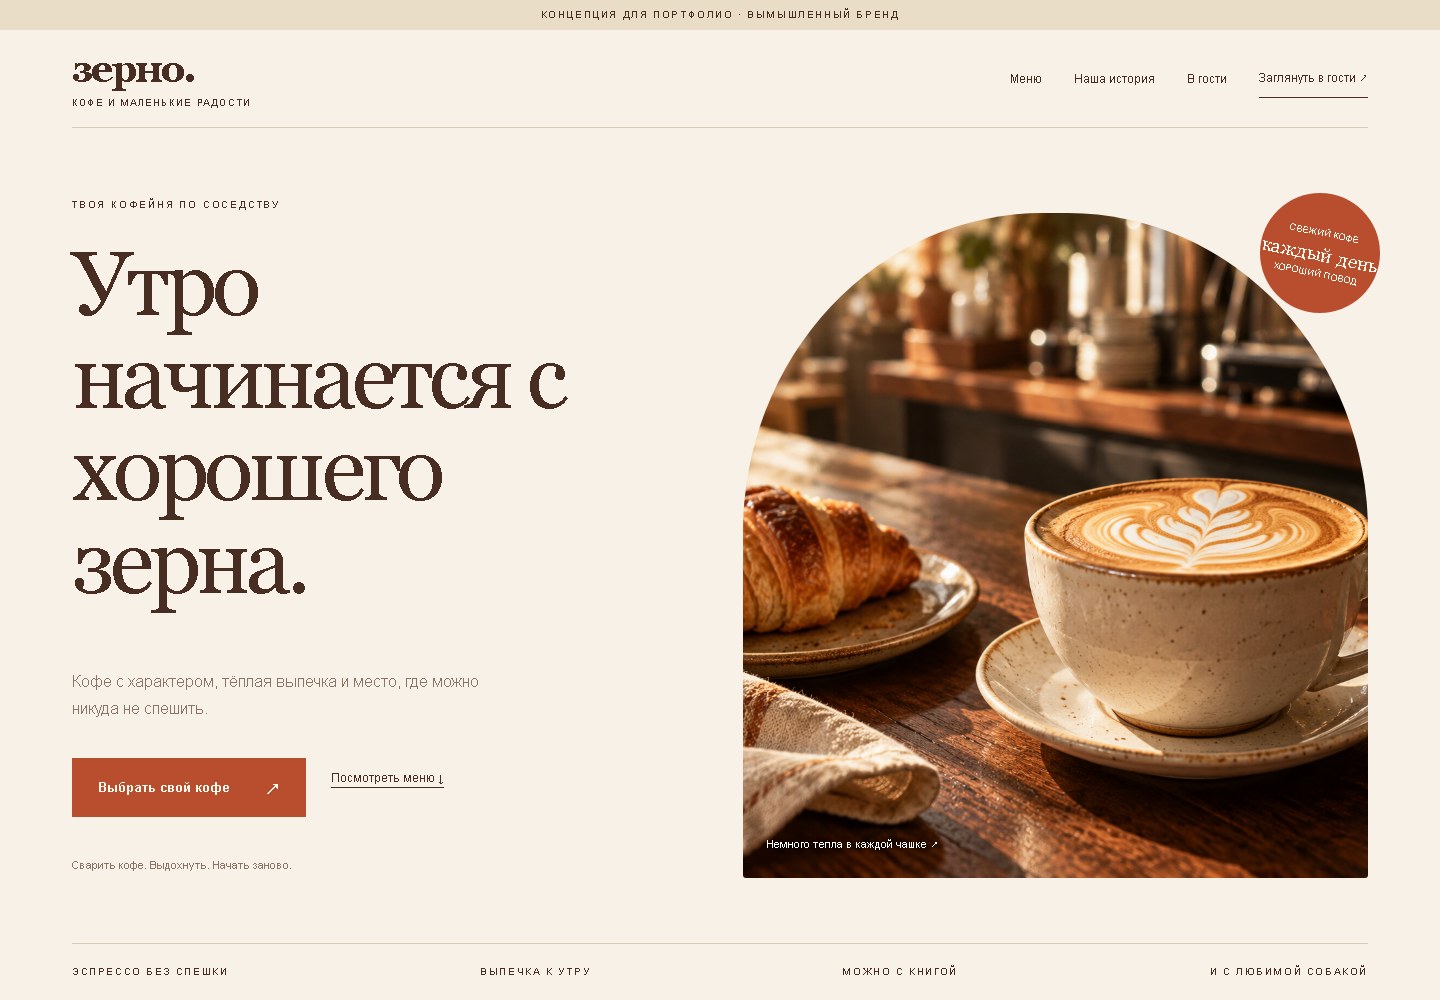 КОНЦЕПЦИЯ ДЛЯ ПОРТФОЛИО · ВЫМЫШЛЕННЫЙ БРЕНД
зерно.
КОФЕ И МАЛЕНЬКИЕ РАДОСТИ
Меню
Наша история
В гости
Заглянуть в гости ↗
ТВОЯ КОФЕЙНЯ ПО СОСЕДСТВУ
Утро
начинается с
хорошего
зерна.
Кофе с характером, тёплая выпечка и место, где можно
никуда не спешить.
Выбрать свой кофе ↗
Посмотреть меню ↓
Сварить кофе. Выдохнуть. Начать заново.
СВЕЖИЙ КОФЕ
каждый день
ХОРОШИЙ ПОВОД
Немного тепла в каждой чашке ↗
ЭСПРЕССО БЕЗ СПЕШКИ
ВЫПЕЧКА К УТРУ
МОЖНО С КНИГОЙ
И С ЛЮБИМОЙ СОБАКОЙ